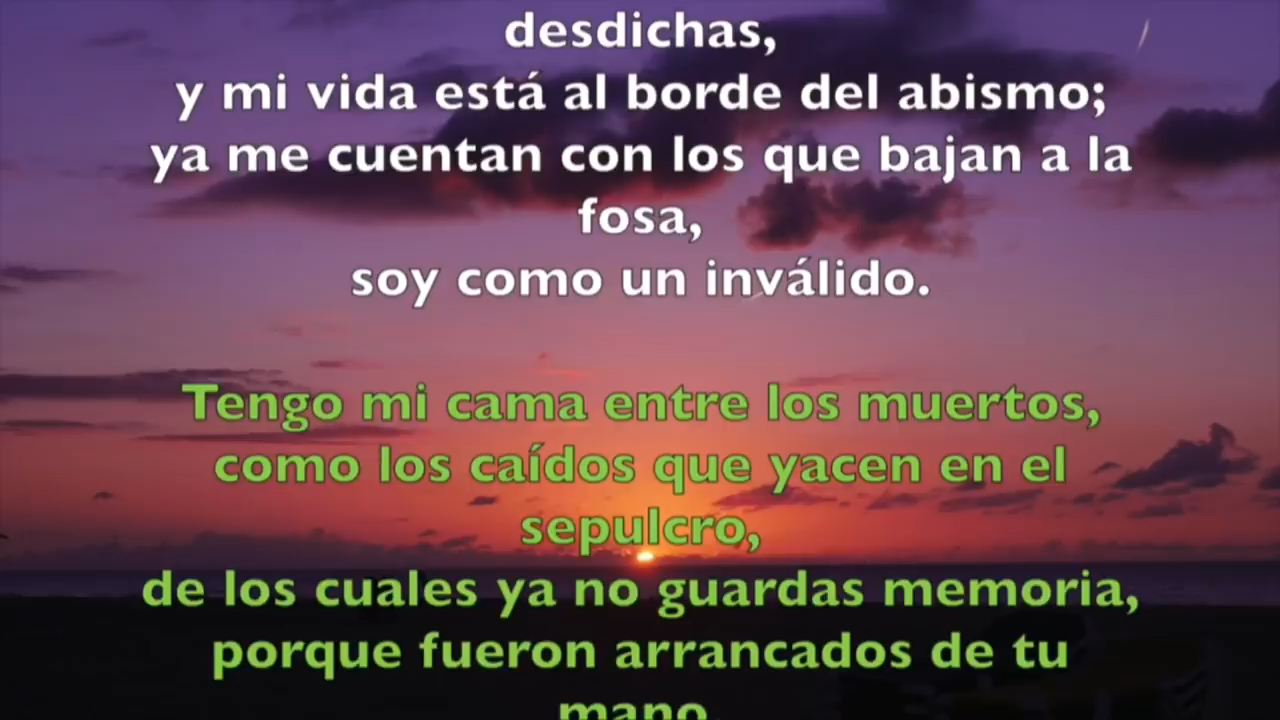 desdichas,
y mi vida está al borde del abismo;
ya me cuentan con los que bajan a la
fosa,
soy como un inválido.
Tengo mi cama entre los muertos,
como los caídos que yacen en el
sepulcro,
de los cuales ya no guardas memoria,
porque fueron arrancados de tu
mano.